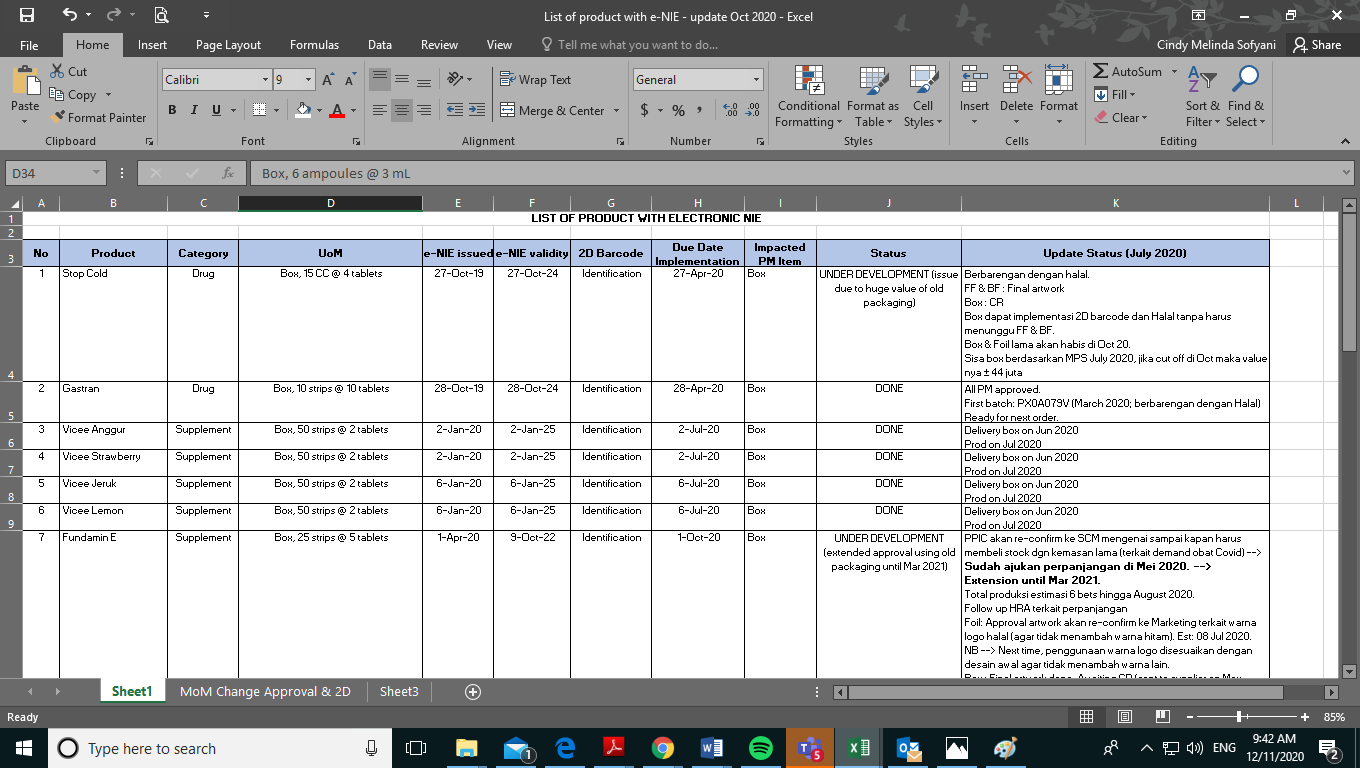 List of product with e-NIE - update Oct 2020 - Excel
File Home Insert Page Layout Formulas Data Review View Tell me what you want to do... Cindy Melinda Sofyani Share
Paste Cut Copy Format Painter
Calibri 9
B I U
Wrap Text
Merge & Center
General
$ % ,
Conditional Formatting Format as Table Cell Styles
Insert Delete Format
AutoSum Fill Clear
Sort & Filter Find & Select
Clipboard Font Alignment Number Styles Cells Editing
D34 fx Box, 6 ampoules @ 3 mL
A B C D E F G H I J K L
1 LIST OF PRODUCT WITH ELECTRONIC NIE
2
3 No Product Category UoM e-NIE issued e-NIE validity 2D Barcode Due Date Implementation Impacted PM Item Status Update Status (July 2020)
4 1 Stop Cold Drug Box, 15 CC @ 4 tablets 27-Oct-19 27-Oct-24 Identification 27-Apr-20 Box UNDER DEVELOPMENT (issue due to huge value of old packaging)
Berbarengan dengan halal.
FF & BF : Final artwork
Box : CR
Box dapat implementasi 2D barcode dan Halal tanpa harus
menunggu FF & BF.
Box & Foil lama akan habis di Oct 20.
Sisa box berdasarkan MPS July 2020, jika cut off di Oct maka value
nya ± 44 juta
5 2 Gastran Drug Box, 10 strips @ 10 tablets 28-Oct-19 28-Oct-24 Identification 28-Apr-20 Box DONE
All PM approved.
First batch: PX0A079V (March 2020; berbarengan dengan Halal)
Ready for next order.
6 3 Vicee Anggur Supplement Box, 50 strips @ 2 tablets 2-Jan-20 2-Jan-25 Identification 2-Jul-20 Box DONE
Delivery box on Jun 2020
Prod on Jul 2020
7 4 Vicee Strawberry Supplement Box, 50 strips @ 2 tablets 2-Jan-20 2-Jan-25 Identification 2-Jul-20 Box DONE
Delivery box on Jun 2020
Prod on Jul 2020
8 5 Vicee Jeruk Supplement Box, 50 strips @ 2 tablets 6-Jan-20 6-Jan-25 Identification 6-Jul-20 Box DONE
Delivery box on Jun 2020
Prod on Jul 2020
9 6 Vicee Lemon Supplement Box, 50 strips @ 2 tablets 6-Jan-20 6-Jan-25 Identification 6-Jul-20 Box DONE
Delivery box on Jun 2020
Prod on Jul 2020
7 Fundamin E Supplement Box, 25 strips @ 5 tablets 1-Apr-20 9-Oct-22 Identification 1-Oct-20 Box UNDER DEVELOPMENT (extended approval using old packaging until Mar 2021)
PPIC akan re-confirm ke SCM mengenai sampai kapan harus
membeli stock dgn kemasan lama (terkait demand obat Covid) -->
Sudah ajukan perpanjangan di Mei 2020. -->
Extension until Mar 2021.
Total produksi estimasi 6 bets hingga August 2020.
Follow up HRA terkait perpanjangan
Foil: Approval artwork akan re-confirm ke Marketing terkait warna
logo halal (agar tidak menambah warna hitam). Est: 08 Jul 2020.
NB --> Next time, penggunaan warna logo disesuaikan dengan
desain awal agar tidak menambah warna lain.
Sheet1 MoM Change Approval & 2D Sheet3
Ready 85%
Type here to search
1
5
ENG
9:42 AM
12/11/2020
2